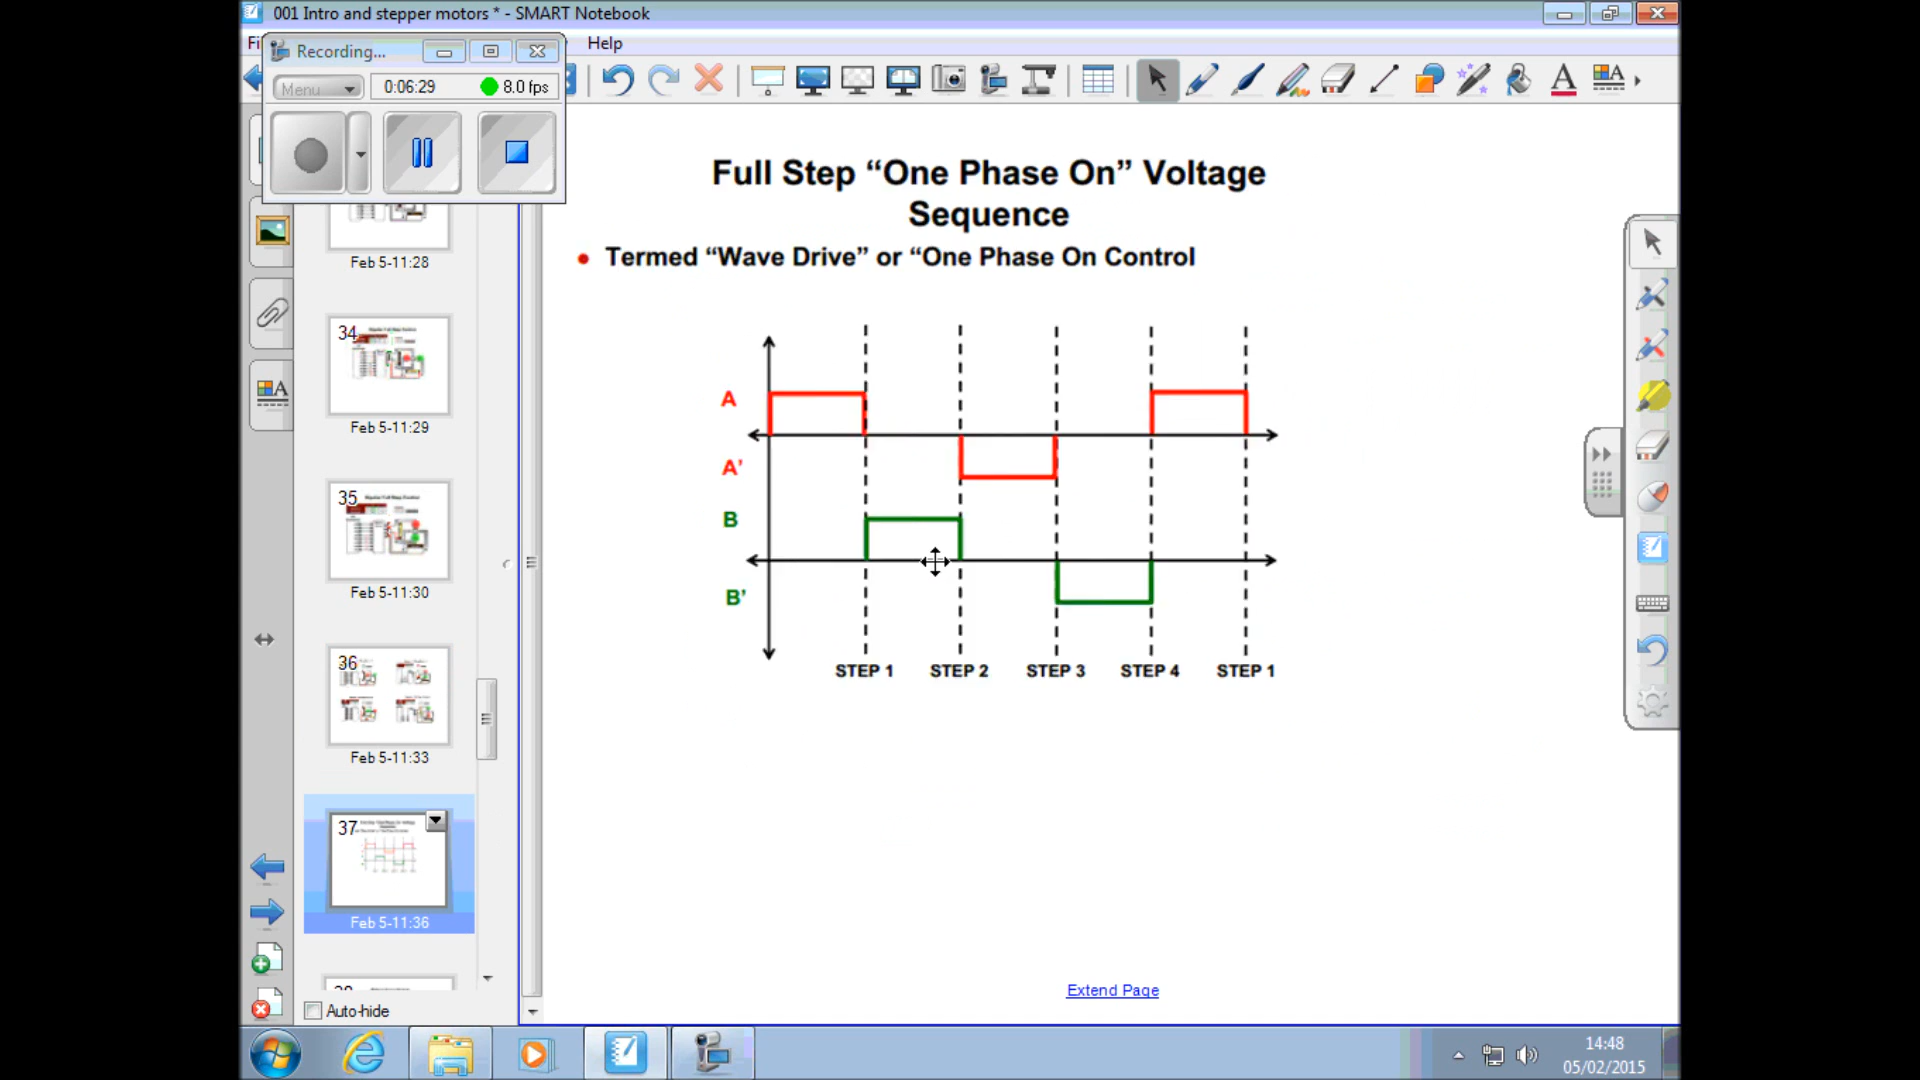 001 Intro and stepper motors * - SMART Notebook
Help
Recording...
Menu
0:06:29
8.0 fps
Feb 5-11:28
34
Feb 5-11:29
35
Feb 5-11:30
36
Feb 5-11:33
37
Feb 5-11:36
Auto-hide
Full Step “One Phase On” Voltage
Sequence
• Termed “Wave Drive” or “One Phase On Control
A
A’
B
B’
STEP 1 STEP 2 STEP 3 STEP 4 STEP 1
Extend Page
14:48
05/02/2015